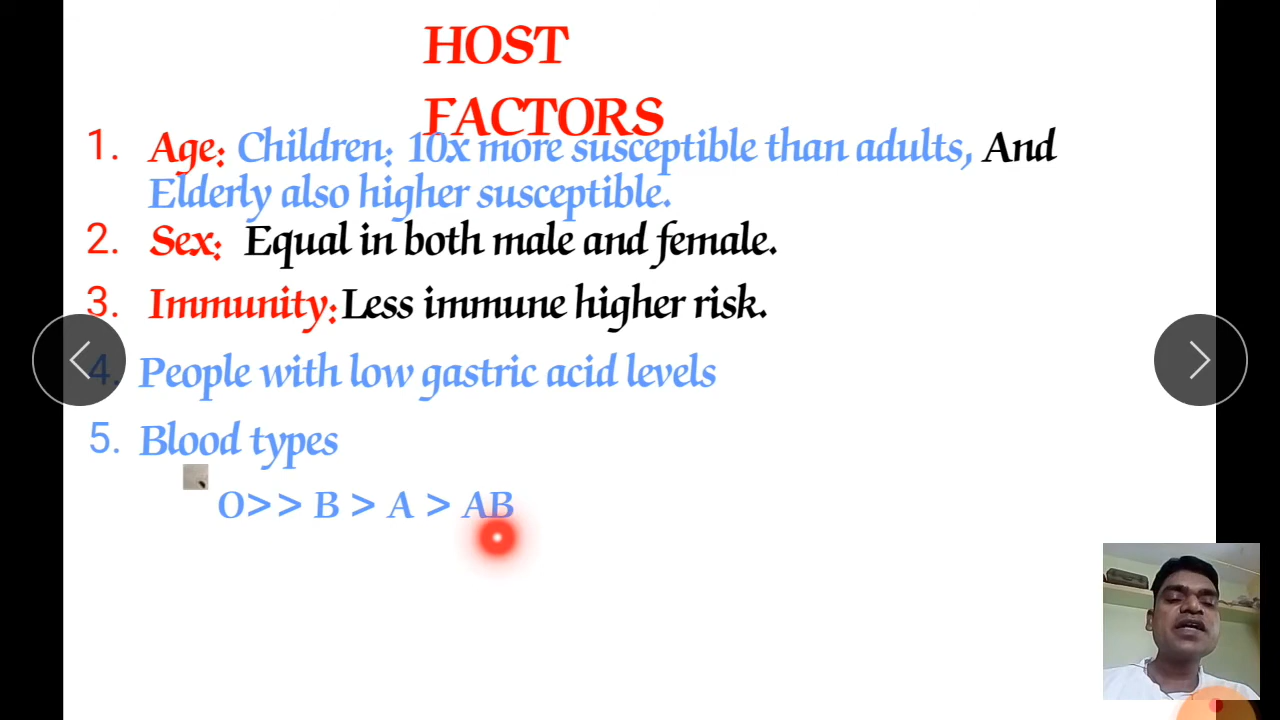 HOST
FACTORS
1. Age: Children: 10x more susceptible than adults, And
Elderly also higher susceptible.
2. Sex: Equal in both male and female.
3. Immunity: Less immune higher risk.
4. People with low gastric acid levels
5. Blood types
O>> B > A > AB